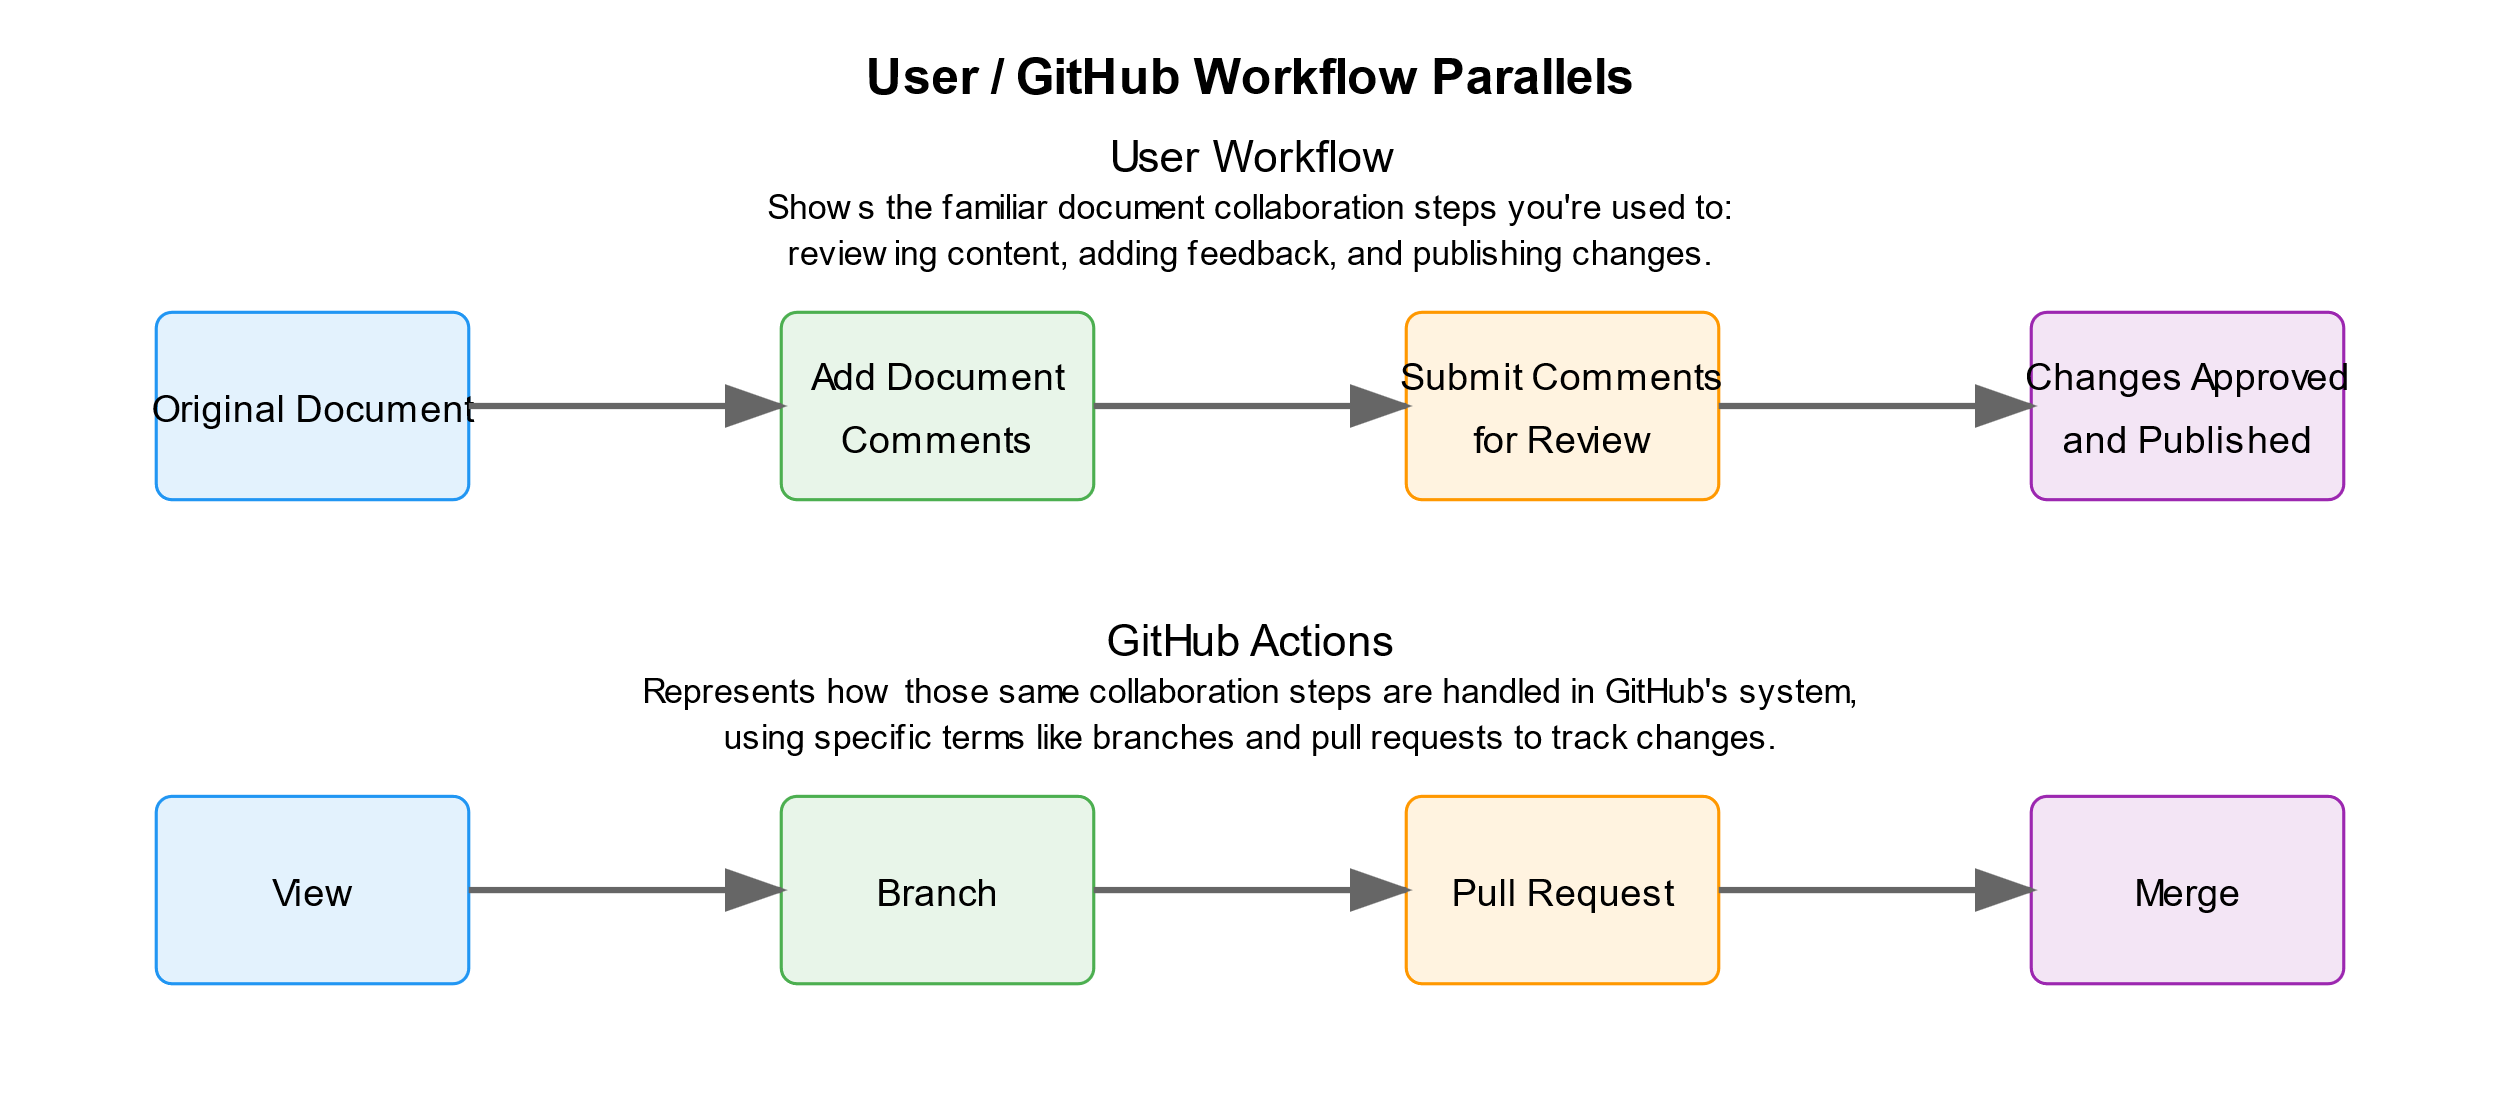 User / GitHub Workflow Parallels
User Workflow
Shows the familiar document collaboration steps you're used to:
reviewing content, adding feedback, and publishing changes.
Original Document
Add Document
Comments
Submit Comments
for Review
Changes Approved
and Published
GitHub Actions
Represents how those same collaboration steps are handled in GitHub's system,
using specific terms like branches and pull requests to track changes.
View
Branch
Pull Request
Merge